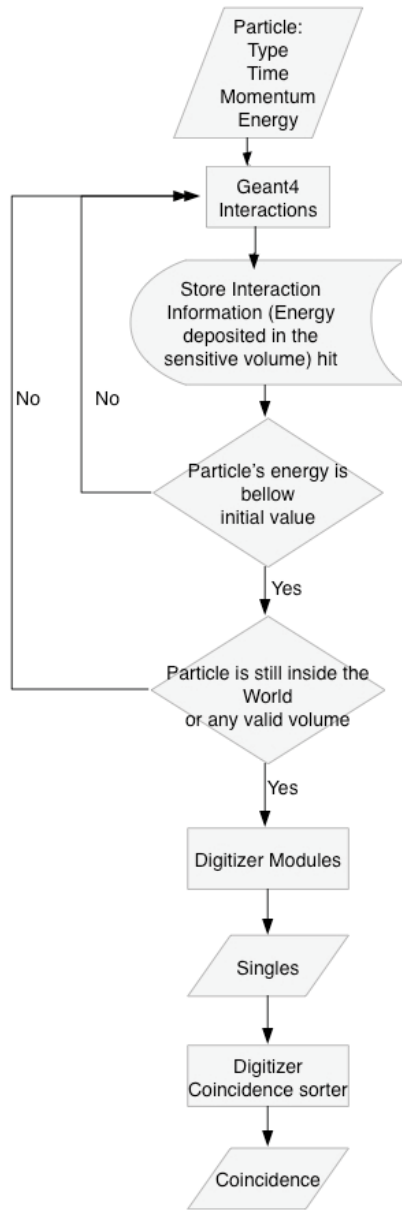 Particle:
Type
Time
Momentum
Energy
Geant4
Interactions
Store Interaction
Information (Energy
deposited in the
sensitive volume) hit
No
No
Particle's energy is
bellow
initial value
Yes
Particle is still inside the
World
or any valid volume
Yes
Digitizer Modules
Singles
Digitizer
Coincidence sorter
Coincidence